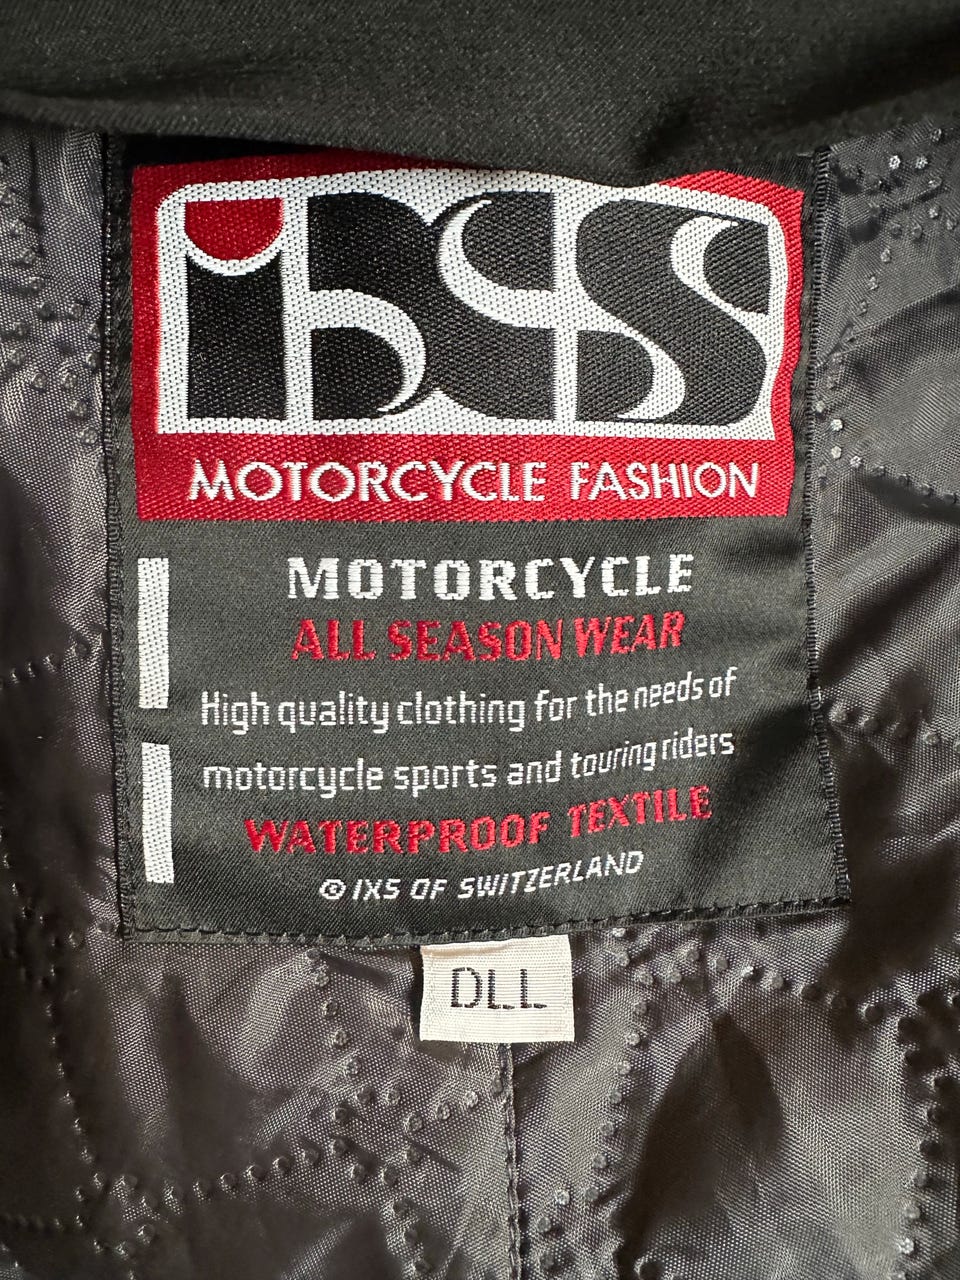 iXS
MOTORCYCLE FASHION
MOTORCYCLE
ALL SEASON WEAR
High quality clothing for the needs of
motorcycle sports and touring riders
WATERPROOF TEXTILE
® IXS OF SWITZERLAND
DLL